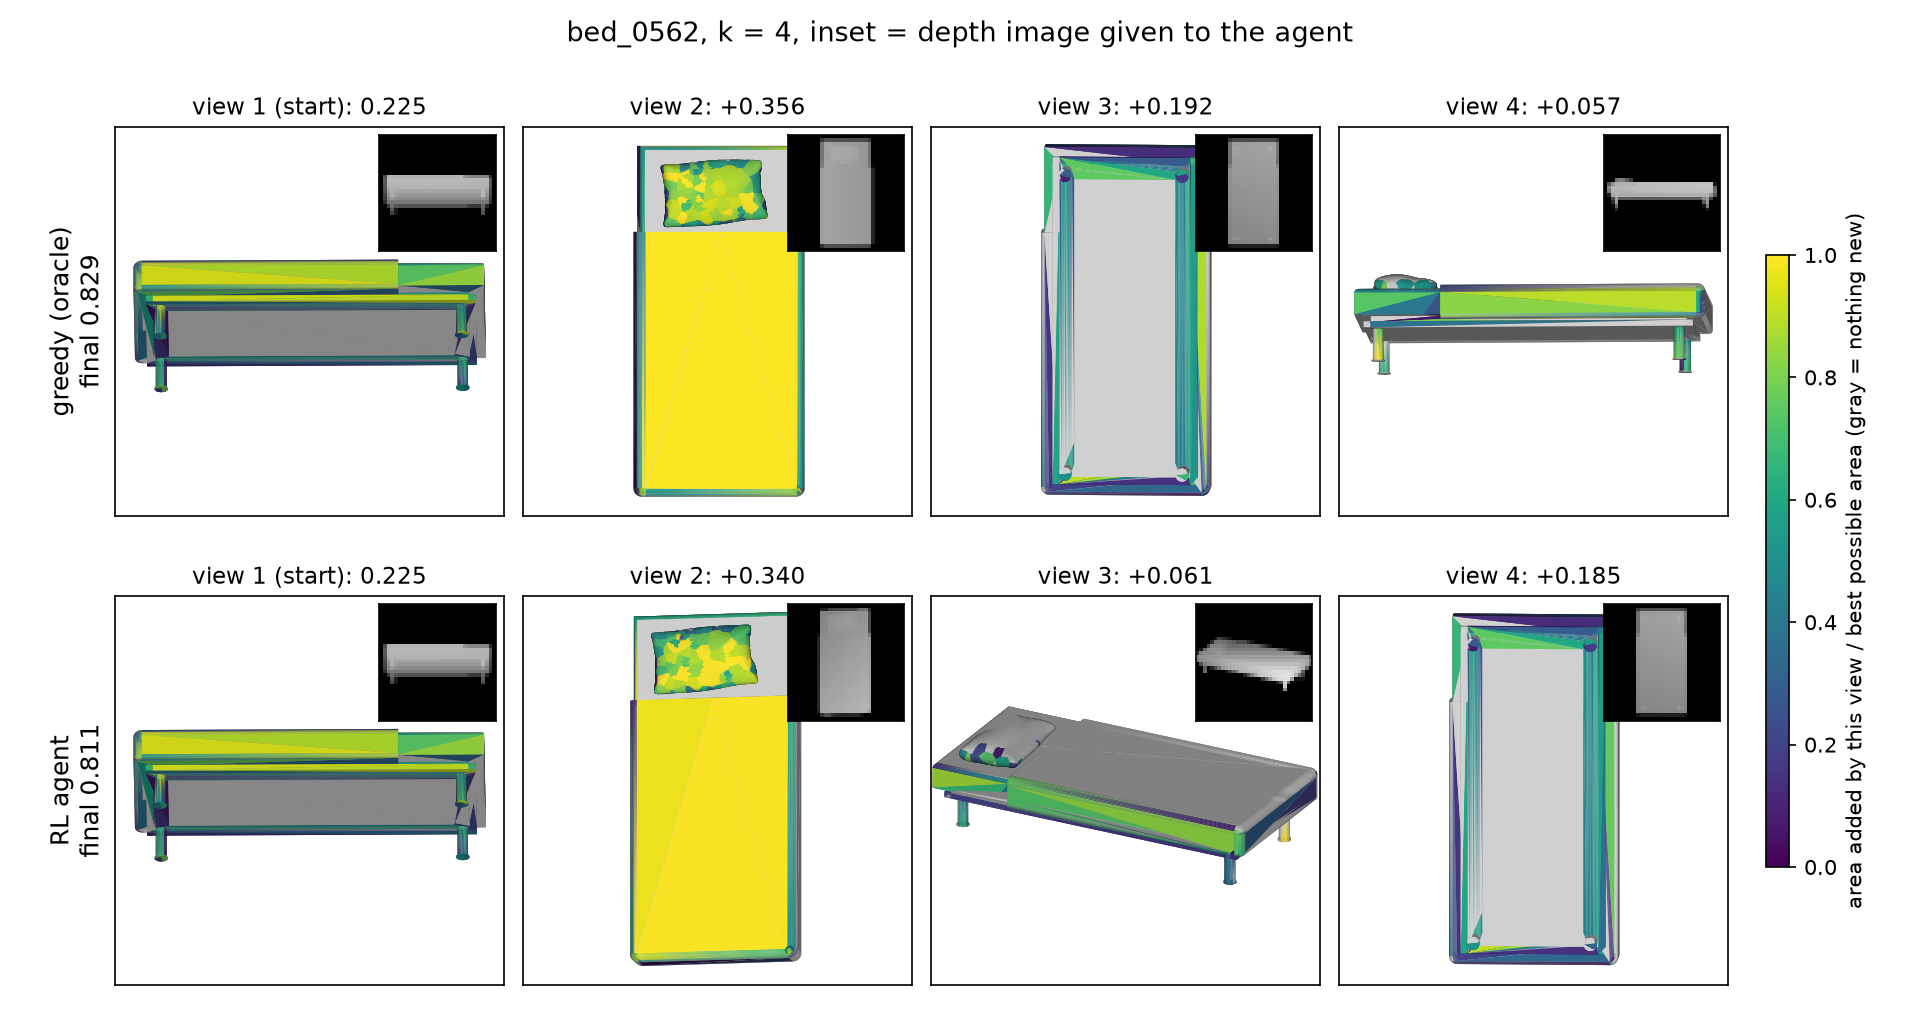 bed_0562, k = 4, inset = depth image given to the agent
view 1 (start): 0.225
view 2: +0.356
view 3: +0.192
view 4: +0.057
greedy (oracle)
final 0.829
view 1 (start): 0.225
view 2: +0.340
view 3: +0.061
view 4: +0.185
RL agent
final 0.811
1.0
0.8
0.6
0.4
0.2
0.0
area added by this view / best possible area (gray = nothing new)